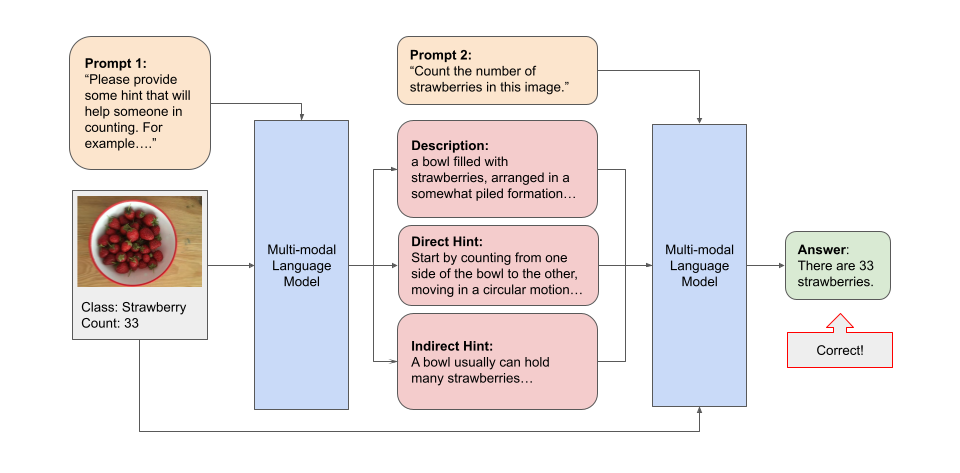 Prompt 1:
“Please provide
some hint that will
help someone in
counting. For
example….”
Class: Strawberry
Count: 33
Multi-modal
Language
Model
Prompt 2:
“Count the number of
strawberries in this image.”
Description:
a bowl filled with
strawberries, arranged in a
somewhat piled formation…
Direct Hint:
Start by counting from one
side of the bowl to the other,
moving in a circular motion…
Indirect Hint:
A bowl usually can hold
many strawberries…
Multi-modal
Language
Model
Answer:
There are 33
strawberries.
Correct!